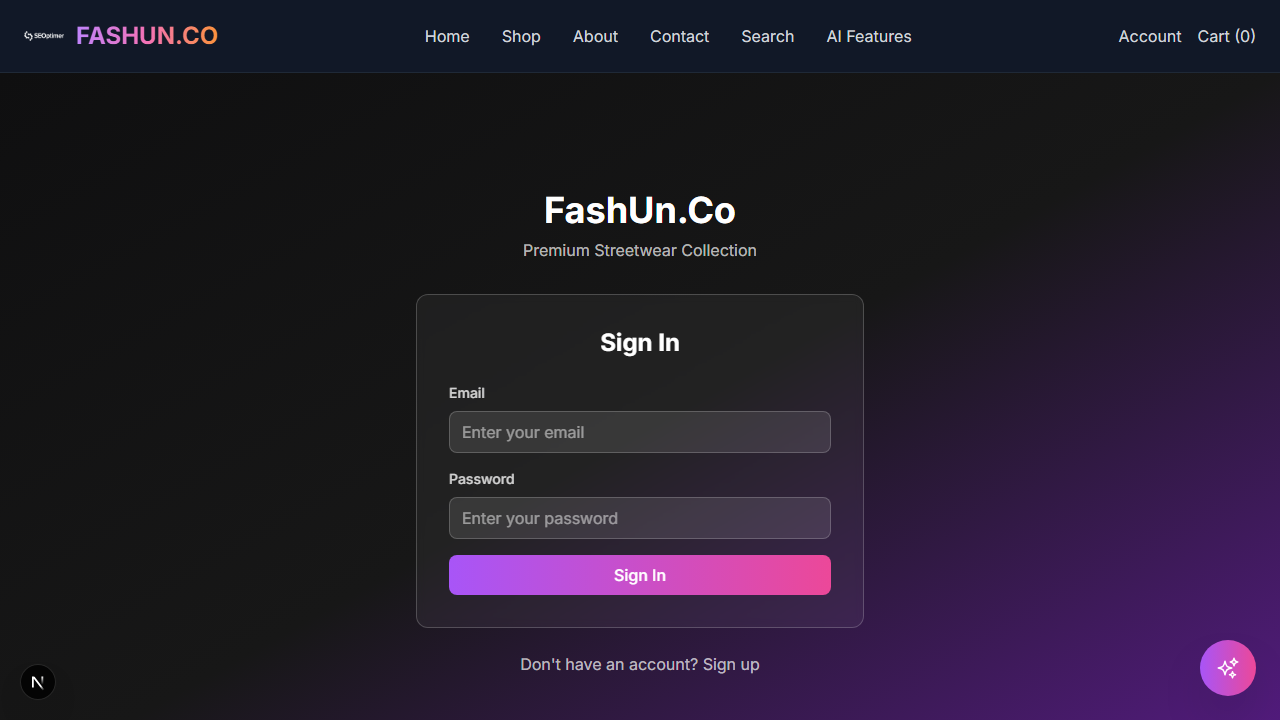 SEOptimer
FASHUN.CO
Home
Shop
About
Contact
Search
AI Features
Account
Cart (0)
FashUn.Co
Premium Streetwear Collection
Sign In
Email
Enter your email
Password
Enter your password
Sign In
Don't have an account? Sign up
N